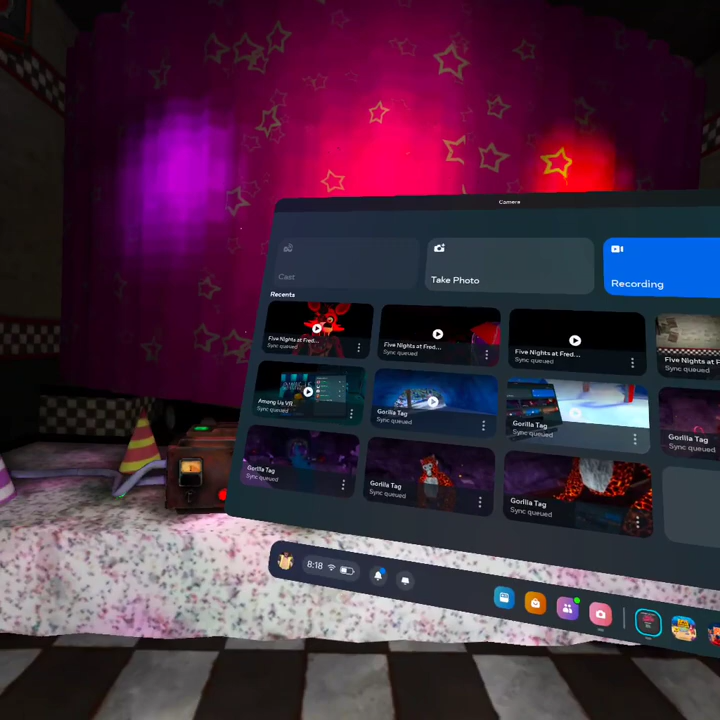 Camera
Cast
Take Photo
Recording
Recents
Five Nights at Fred...
Sync queued
Five Nights at Fred...
Sync queued
Five Nights at Fred...
Sync queued
Five Nights at F
Sync queued
Among Us VR
Sync queued
Gorilla Tag
Sync queued
Gorilla Tag
Sync queued
Gorilla Tag
Sync queued
Gorilla Tag
Sync queued
Gorilla Tag
Sync queued
Gorilla Tag
Sync queued
8:18